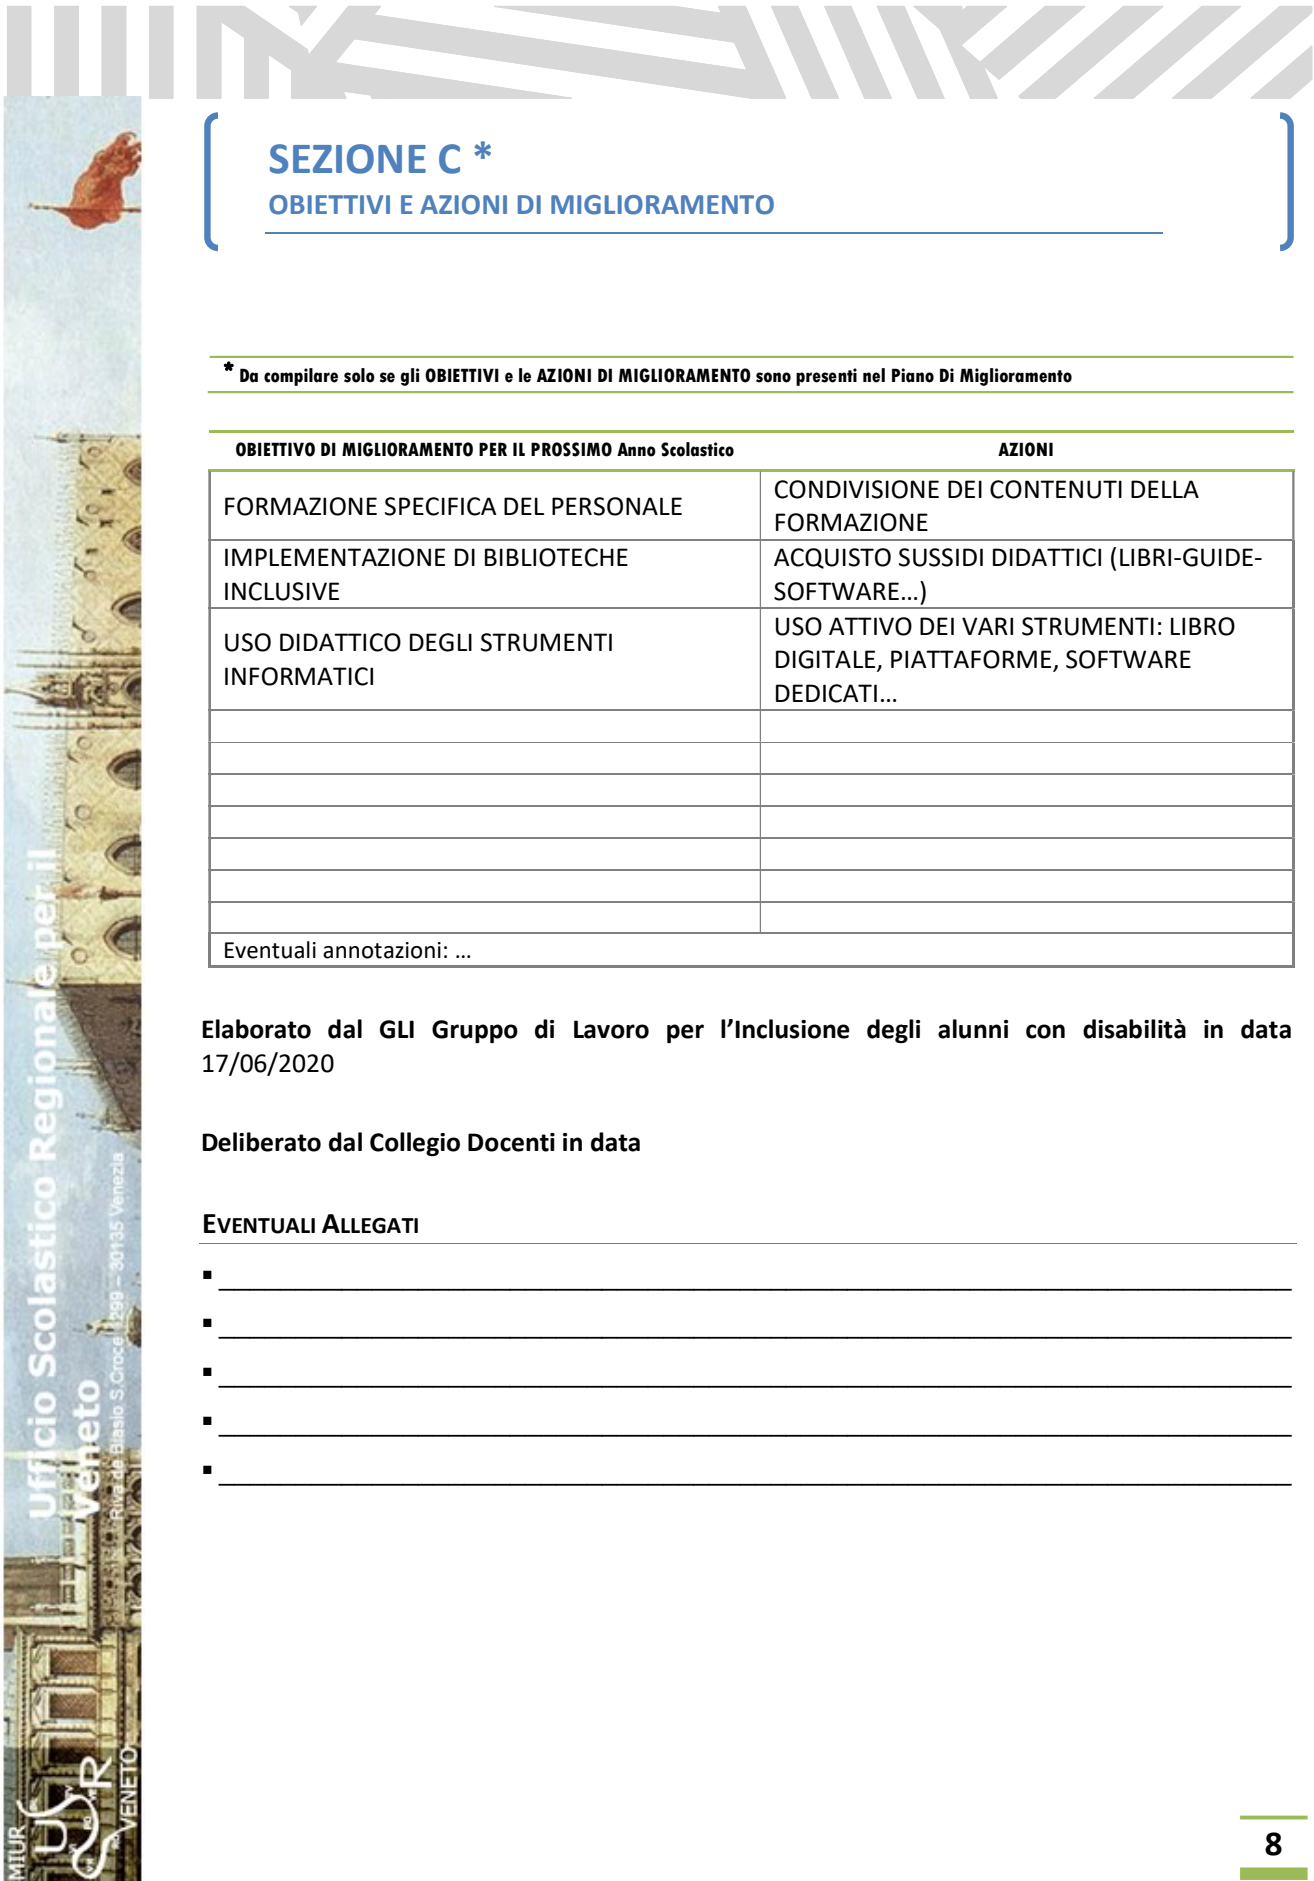 SEZIONE C *
OBIETTIVI E AZIONI DI MIGLIORAMENTO
* Da compilare solo se gli OBIETTIVI e le AZIONI DI MIGLIORAMENTO sono presenti nel Piano Di Miglioramento
OBIETTIVO DI MIGLIORAMENTO PER IL PROSSIMO Anno Scolastico
AZIONI
FORMAZIONE SPECIFICA DEL PERSONALE
CONDIVISIONE DEI CONTENUTI DELLA
FORMAZIONE
IMPLEMENTAZIONE DI BIBLIOTECHE
INCLUSIVE
ACQUISTO SUSSIDI DIDATTICI (LIBRI-GUIDE-
SOFTWARE…)
USO DIDATTICO DEGLI STRUMENTI
INFORMATICI
USO ATTIVO DEI VARI STRUMENTI: LIBRO
DIGITALE, PIATTAFORME, SOFTWARE
DEDICATI…
Eventuali annotazioni: …
Elaborato dal GLI Gruppo di Lavoro per l’Inclusione degli alunni con disabilità in data
17/06/2020
Deliberato dal Collegio Docenti in data
EVENTUALI ALLEGATI
Ufficio Scolastico Regionale per il
Veneto
Riva de Biasio S.Croce 1299 – 30135 Venezia
MIUR
USR
VENETO
8